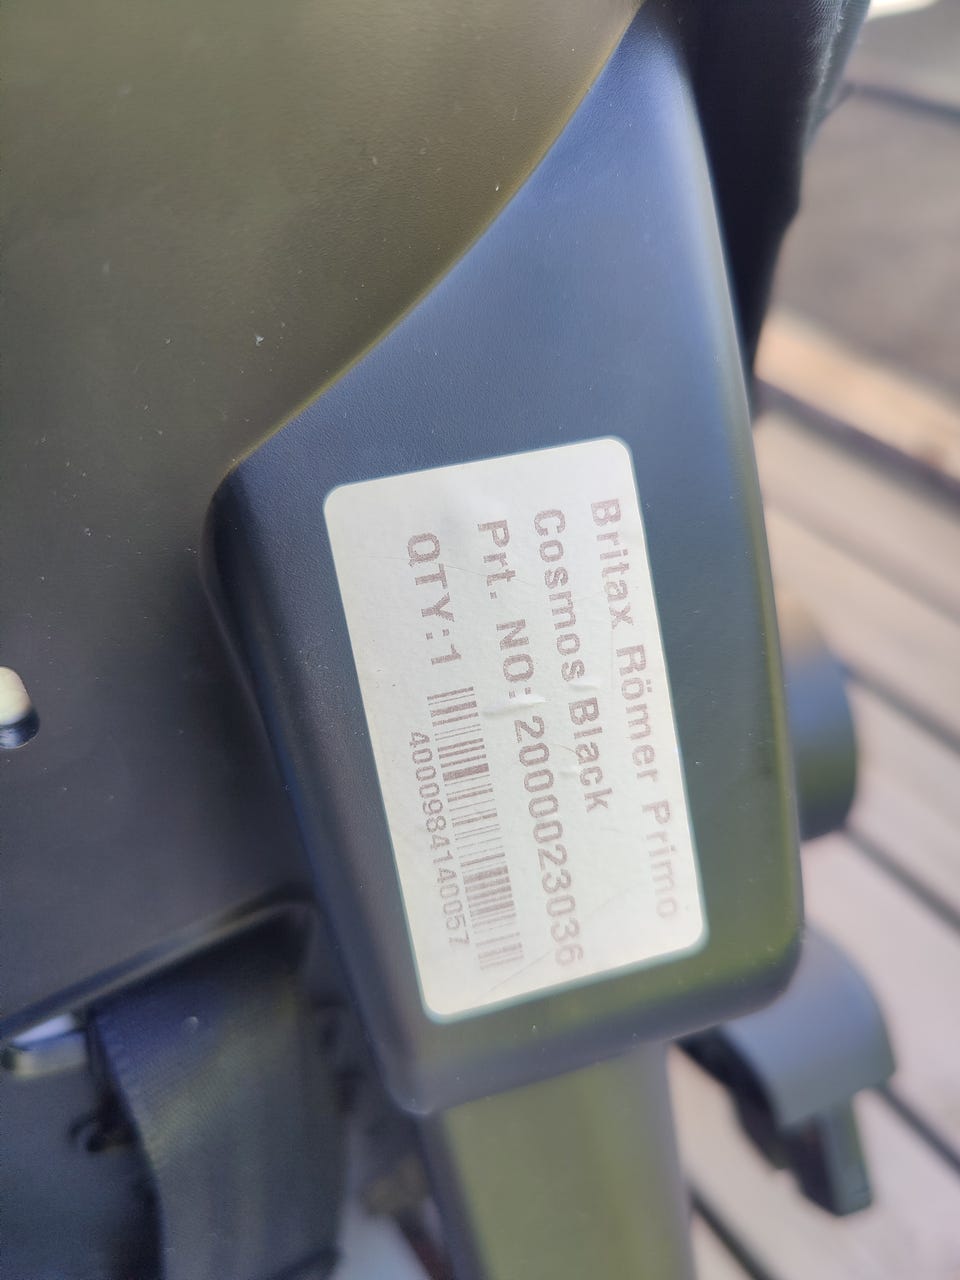 Britax Römer Primo
Cosmos Black
Prt. NO: 2000023036
QTY:1
4000984140057